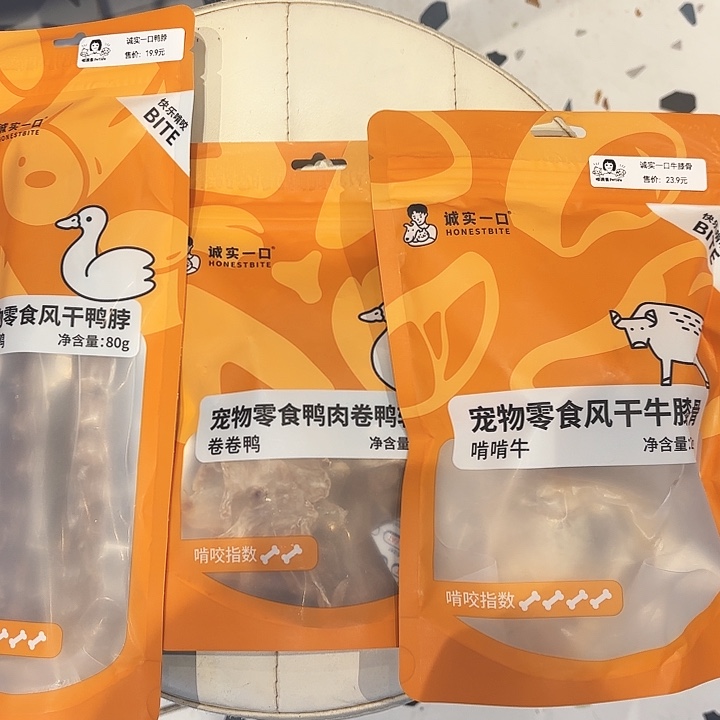 诚实一口鸭脖
售价：19.9元
快乐啃咬
BITE
诚实一口
HONESTBITE
零食风干鸭脖
净含量:80g
诚实一口
HONESTBITE
宠物零食鸭肉卷鸭
卷卷鸭
净含量
啃咬指数
诚实一口牛膝骨
售价：23.9元
BITE
诚实一口
HONESTBITE
宠物零食风干牛膝骨
啃啃牛
净含量
啃咬指数